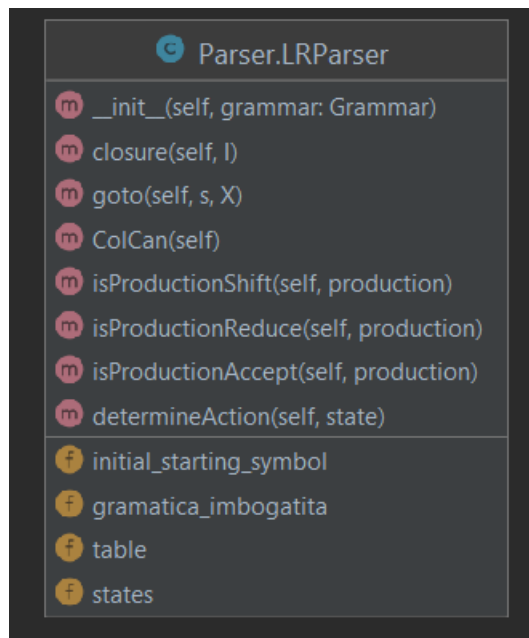 C Parser.LRParser
m __init__(self, grammar: Grammar)
m closure(self, I)
m goto(self, s, X)
m ColCan(self)
m isProductionShift(self, production)
m isProductionReduce(self, production)
m isProductionAccept(self, production)
m determineAction(self, state)
f initial_starting_symbol
f gramatica_imbogatita
f table
f states